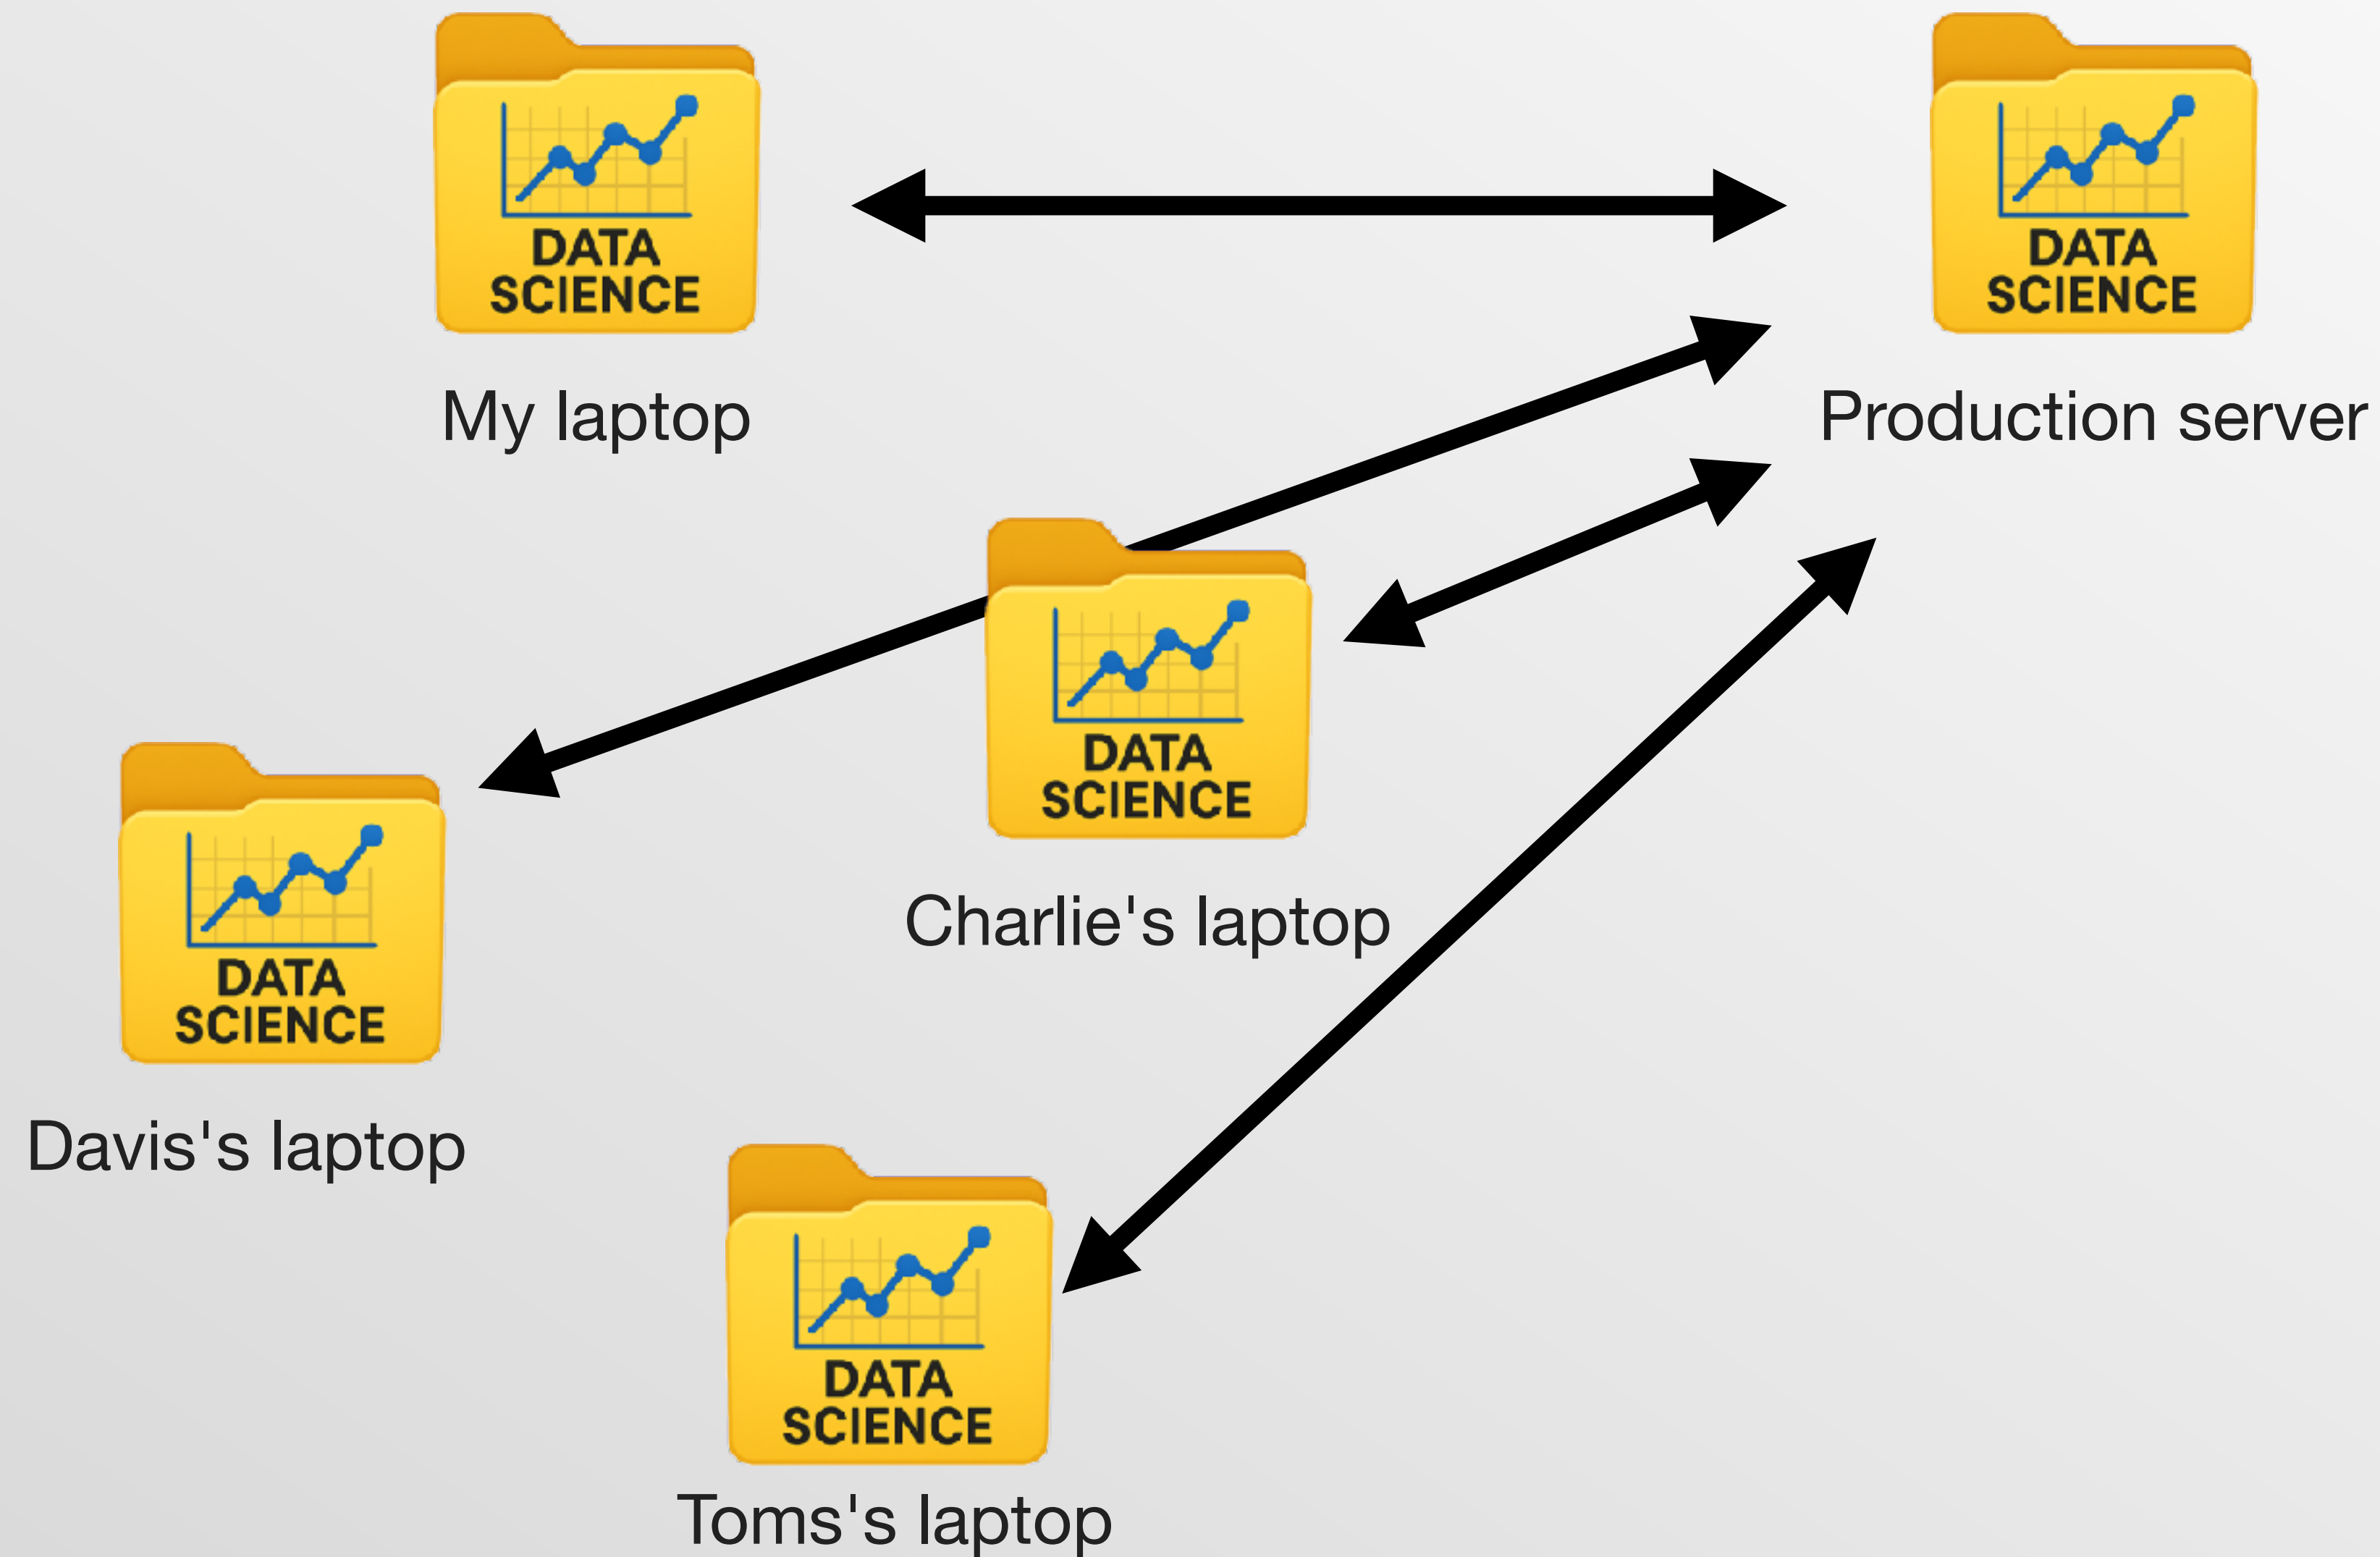 DATA
SCIENCE
My laptop
DATA
SCIENCE
Production server
DATA
SCIENCE
Charlie's laptop
DATA
SCIENCE
Davis's laptop
DATA
SCIENCE
Toms's laptop